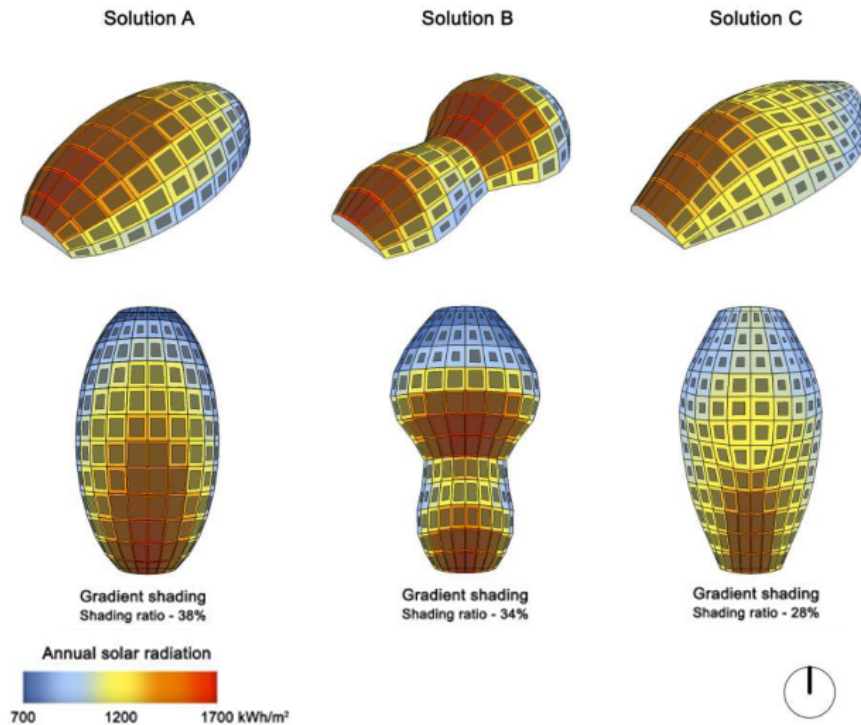 Solution A
Solution B
Solution C
Gradient shading
Shading ratio - 38%
Gradient shading
Shading ratio - 34%
Gradient shading
Shading ratio - 28%
Annual solar radiation
700 1200 1700 kWh/m²